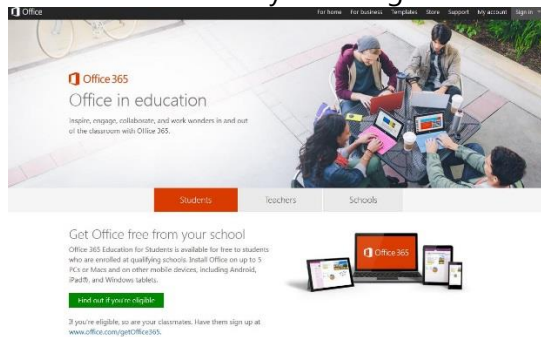 Office
For home For business Templates Store Support My account Sign in
Office 365
Office in education
Inspire, engage, collaborate, and work wonders in and out
of the classroom with Office 365.
Students Teachers Schools
Get Office free from your school
Office 365 Education for Students is available for free to students
who are enrolled at qualifying schools. Install Office on up to 5
PCs or Macs and on other mobile devices, including Android,
iPad®, and Windows tablets.
Office 365
Find out if you're eligible
If you're eligible, so are your classmates. Have them sign up at
www.office.com/getOffice365.